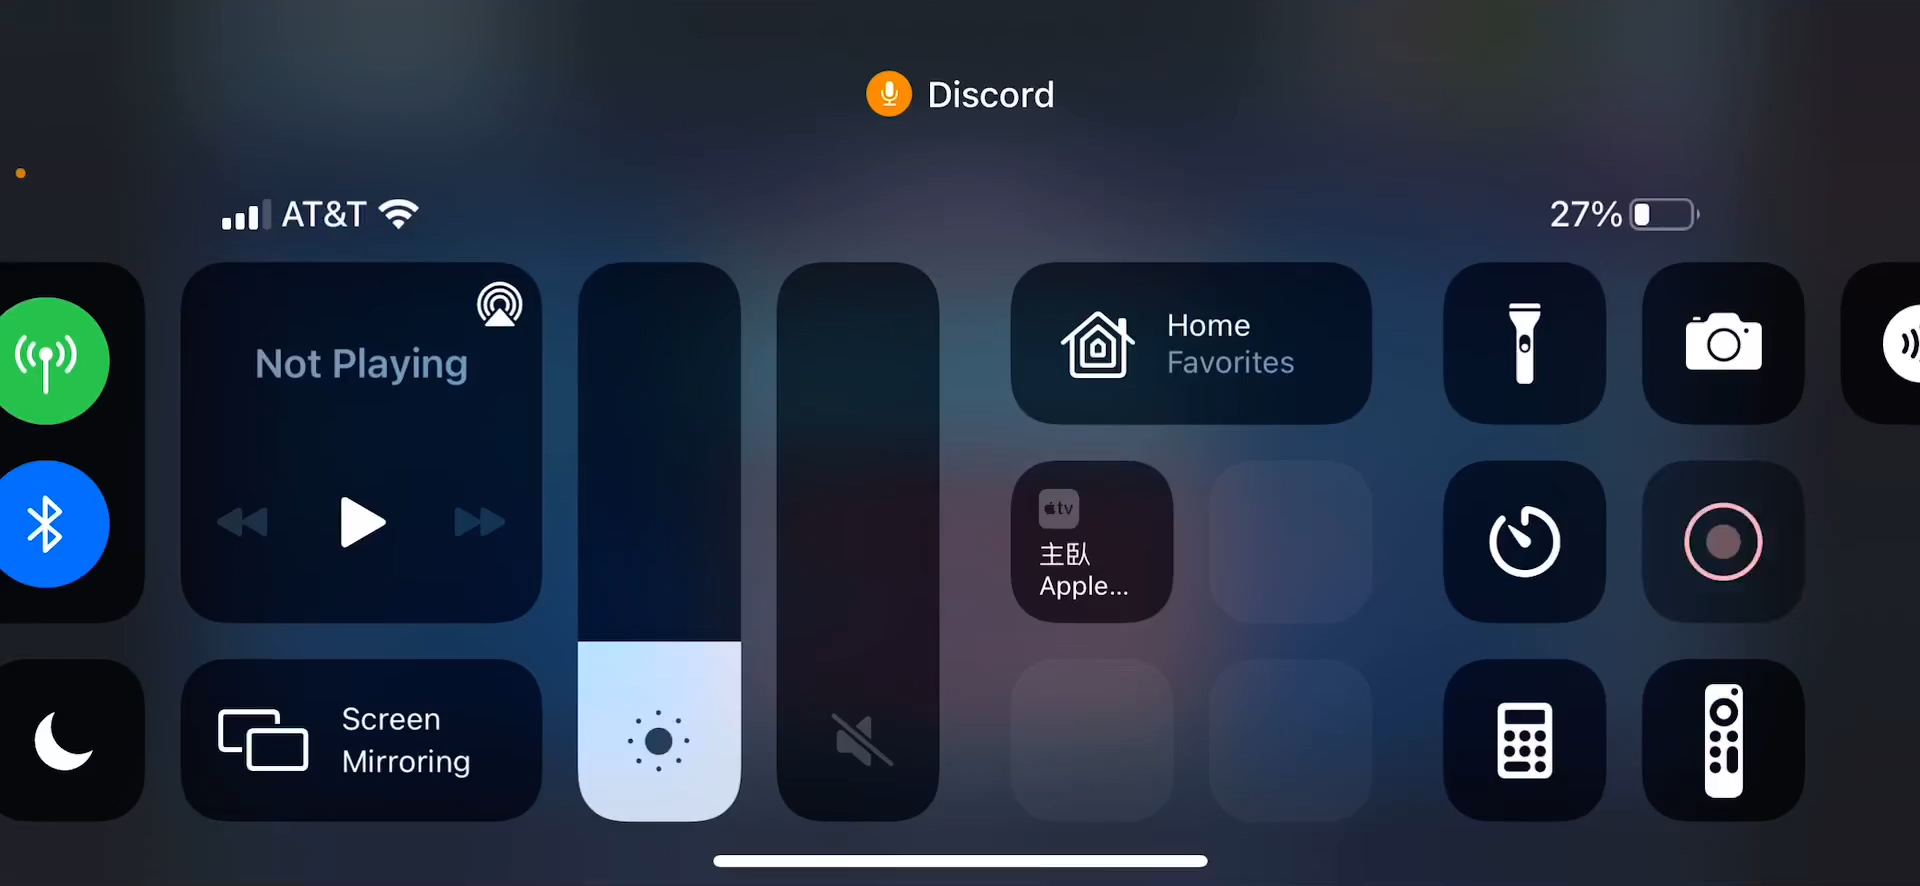 Discord
AT&T
27%
Not Playing
Home
Favorites
tv
主臥
Apple...
Screen
Mirroring